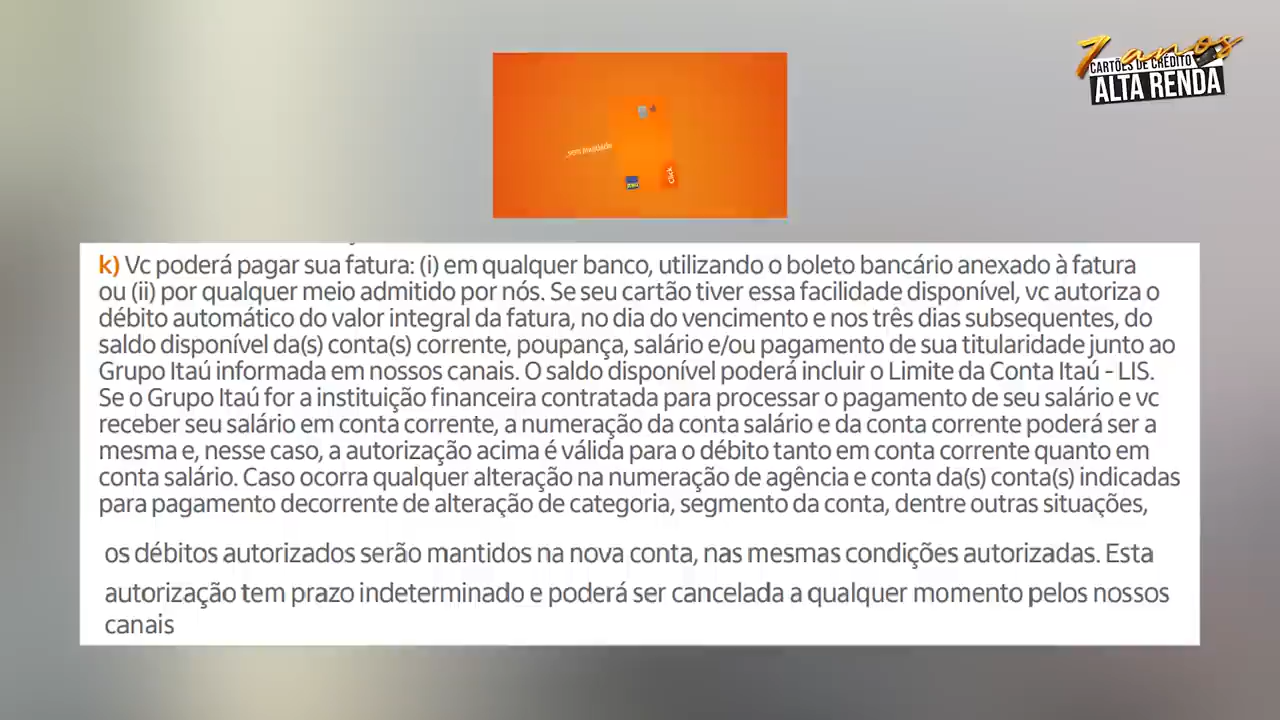 7 anos
CARTÕES DE CRÉDITO
ALTA RENDA
_sem anuidade
click
Itaú
k) Vc poderá pagar sua fatura: (i) em qualquer banco, utilizando o boleto bancário anexado à fatura
ou (ii) por qualquer meio admitido por nós. Se seu cartão tiver essa facilidade disponível, vc autoriza o
débito automático do valor integral da fatura, no dia do vencimento e nos três dias subsequentes, do
saldo disponível da(s) conta(s) corrente, poupança, salário e/ou pagamento de sua titularidade junto ao
Grupo Itaú informada em nossos canais. O saldo disponível poderá incluir o Limite da Conta Itaú - LIS.
Se o Grupo Itaú for a instituição financeira contratada para processar o pagamento de seu salário e vc
receber seu salário em conta corrente, a numeração da conta salário e da conta corrente poderá ser a
mesma e, nesse caso, a autorização acima é válida para o débito tanto em conta corrente quanto em
conta salário. Caso ocorra qualquer alteração na numeração de agência e conta da(s) conta(s) indicadas
para pagamento decorrente de alteração de categoria, segmento da conta, dentre outras situações,
os débitos autorizados serão mantidos na nova conta, nas mesmas condições autorizadas. Esta
autorização tem prazo indeterminado e poderá ser cancelada a qualquer momento pelos nossos
canais